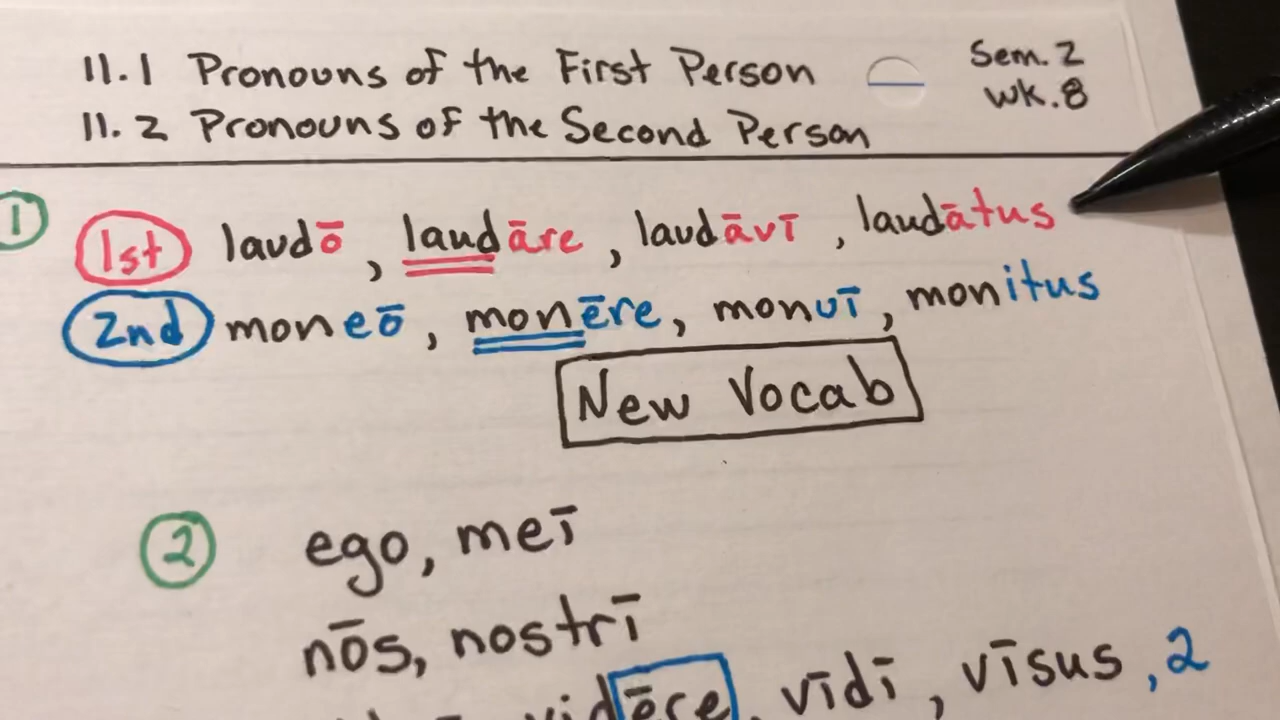 11.1 Pronouns of the First Person
Sem. 2
11.2 Pronouns of the Second Person
Wk. 8
1 1st laudō, laudāre, laudāvī, laudātus
2nd moneō, monēre, monuī, monitus
New Vocab
2 ego, meī
nōs, nostrī
vidēre, vīdī, vīsus, 2